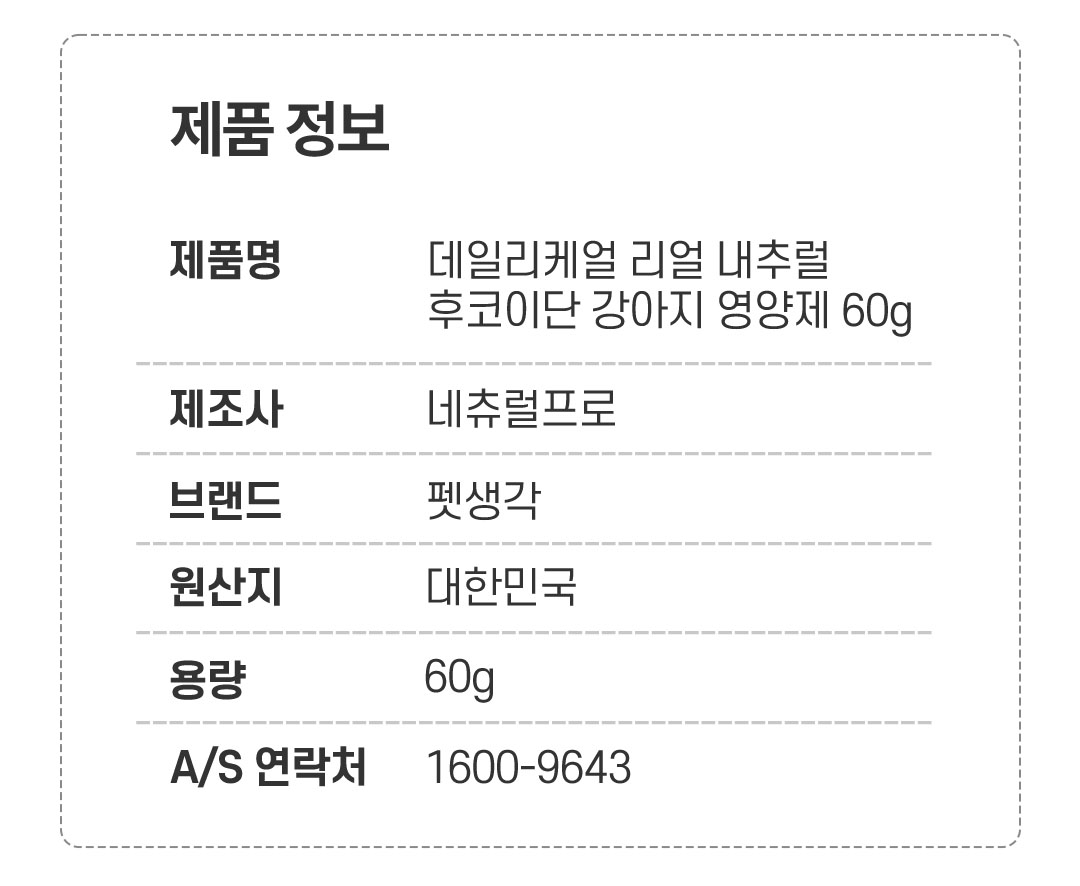 제품 정보
제품명 데일리케얼 리얼 내추럴
후코이단 강아지 영양제 60g
제조사 네츄럴프로
브랜드 펫생각
원산지 대한민국
용량 60g
A/S 연락처 1600-9643